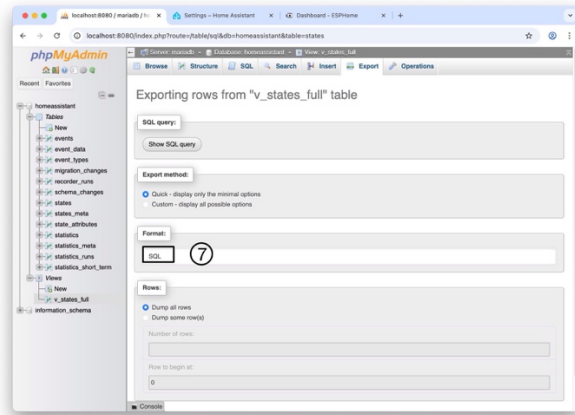 localhost:8080 / mariadb / ho
Settings – Home Assistant
Dashboard - ESPHome
localhost:8080/index.php?route=/table/sql&db=homeassistant&table=states
phpMyAdmin
Recent Favorites
homeassistant
Tables
New
events
event_data
event_types
migration_changes
recorder_runs
schema_changes
states
states_meta
state_attributes
statistics
statistics_meta
statistics_runs
statistics_short_term
Views
New
v_states_full
information_schema
Server: mariadb » Database: homeassistant » View: v_states_full
Browse Structure SQL Search Insert Export Operations
Exporting rows from "v_states_full" table
SQL query:
Show SQL query
Export method:
Quick - display only the minimal options
Custom - display all possible options
Format:
SQL
7
Rows:
Dump all rows
Dump some row(s)
Number of rows:
Row to begin at:
0
Console